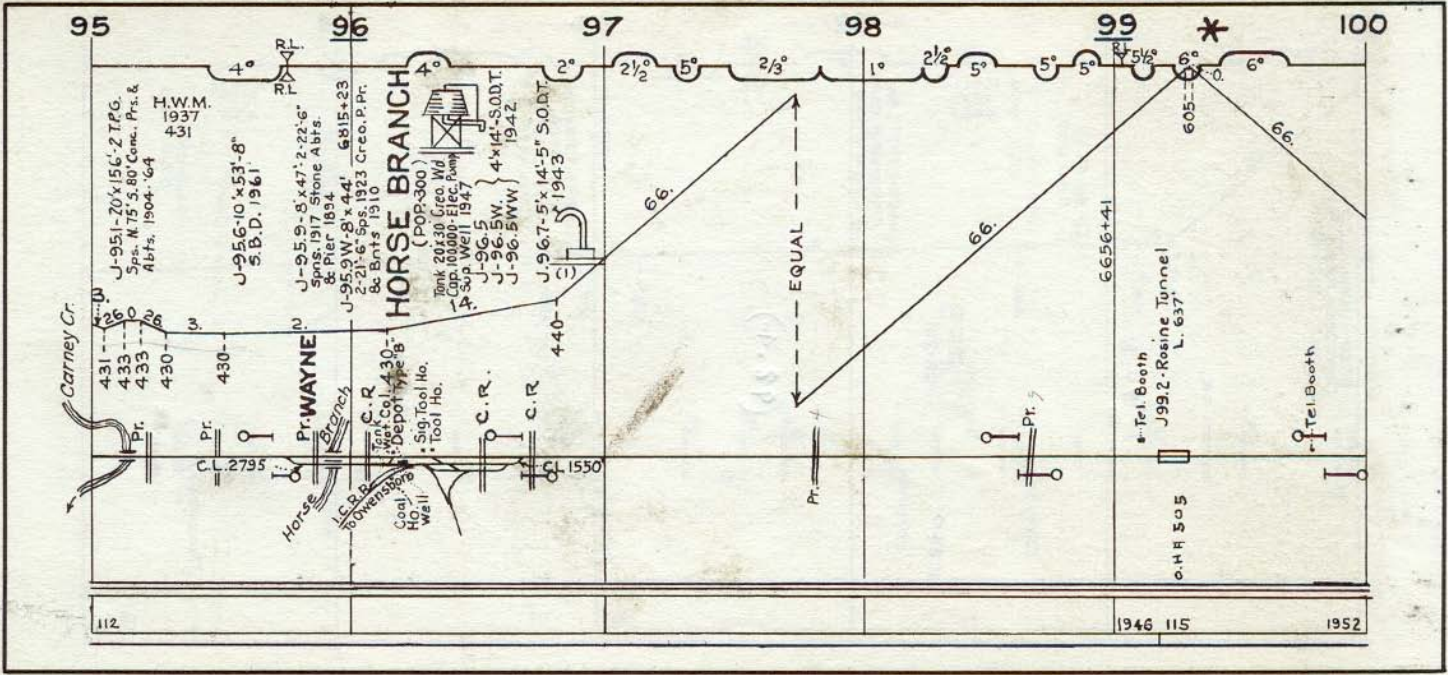 95 96 97 98 99 * 100
R.L.
R.L.
R.L.
4° 4° 2° 2½° 5° 2/3° 1° 2½° 5° 5° 5° 5½° 6° 6°
O.
J-95.1-20'x156'-2 T.P.G.
Sps. N.75' S.80' Conc. Prs. &
Abts. 1904-'64
H.W.M.
1937
431
J-95.6-10'x53'-8"
S.B.D. 1961
J-95.9-8'x47'-2-22'-6"
Spns. 1917 Stone Abts.
& Pier 1894
6815+23
J-95.9W-8'x44'
2-21'-6" Sps. 1923 Creo. P. Pr.
& Bnts 1910
HORSE BRANCH
(POP. 300)
Tank 20x30 Creo. Wd.
Cap. 100,000-Elec. Pump
Sup. Well 1947
J-96.5
J-96.5W.
J-96.5WW
4'x14'-S.O.D.T.
1942
J.96.7-5'x14'-5" S.O.D.T.
1943
(1)
66.
EQUAL
66.
66.
605
6656+41
J99.2-Rosine Tunnel
L. 637'
.3. .26 0 .26 .3. .2. .14.
431
433
433
430
430
430
440
Carney Cr.
Pr.
Pr.
Pr. WAYNE
Branch
C.R
Tank
Wat. Col.
Depot Type "B"
Sig. Tool Ho.
Tool Ho.
C.R.
C.R
Pr.
Pr.
Tel. Booth
Tel. Booth
C.L. 2795
C.L 1550'
Horse
I.C.R.R.
To Owensboro
Coal
Ho.
Well
O.H.A 505
112
1946 115 1952